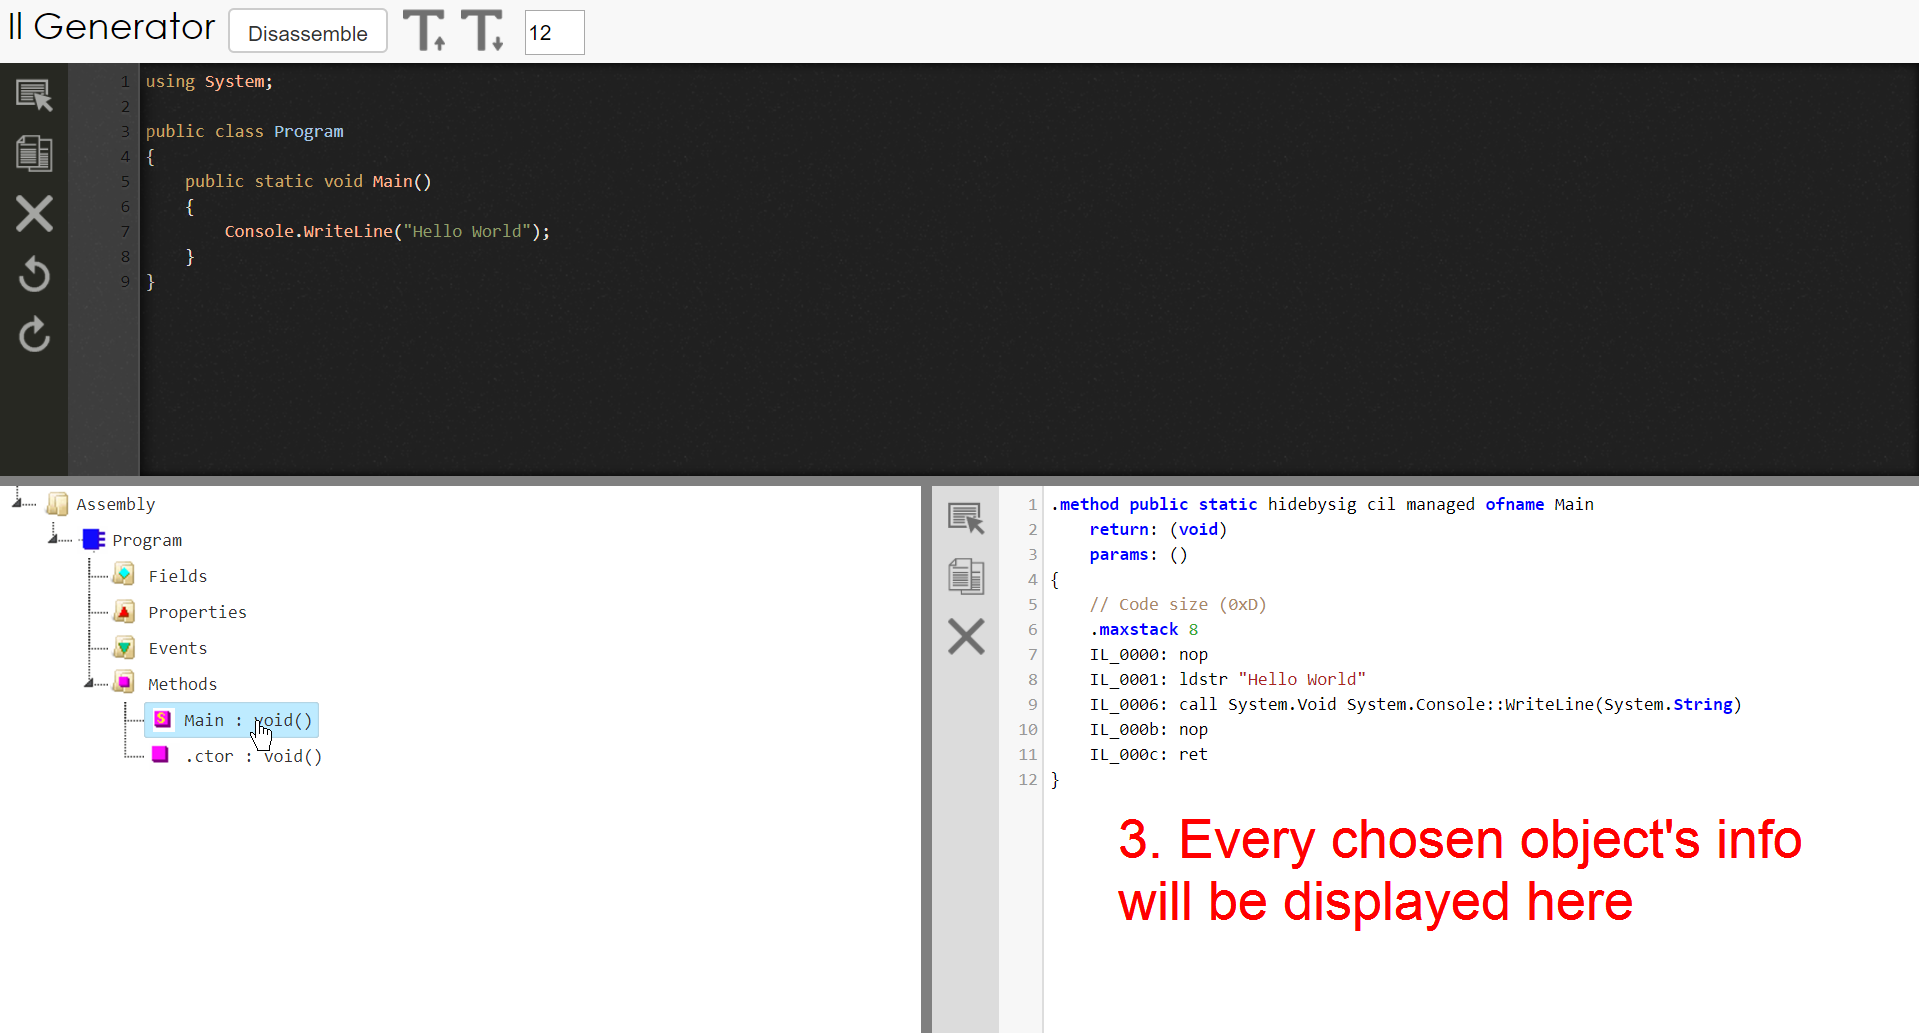 Il Generator Disassemble 12
1 using System;
2
3 public class Program
4 {
5     public static void Main()
6     {
7         Console.WriteLine("Hello World");
8     }
9 }
Assembly
Program
Fields
Properties
Events
Methods
Main : void()
.ctor : void()
1 .method public static hidebysig cil managed ofname Main
2     return: (void)
3     params: ()
4 {
5     // Code size (0xD)
6     .maxstack 8
7     IL_0000: nop
8     IL_0001: ldstr "Hello World"
9     IL_0006: call System.Void System.Console::WriteLine(System.String)
10     IL_000b: nop
11     IL_000c: ret
12 }
3. Every chosen object's info
will be displayed here